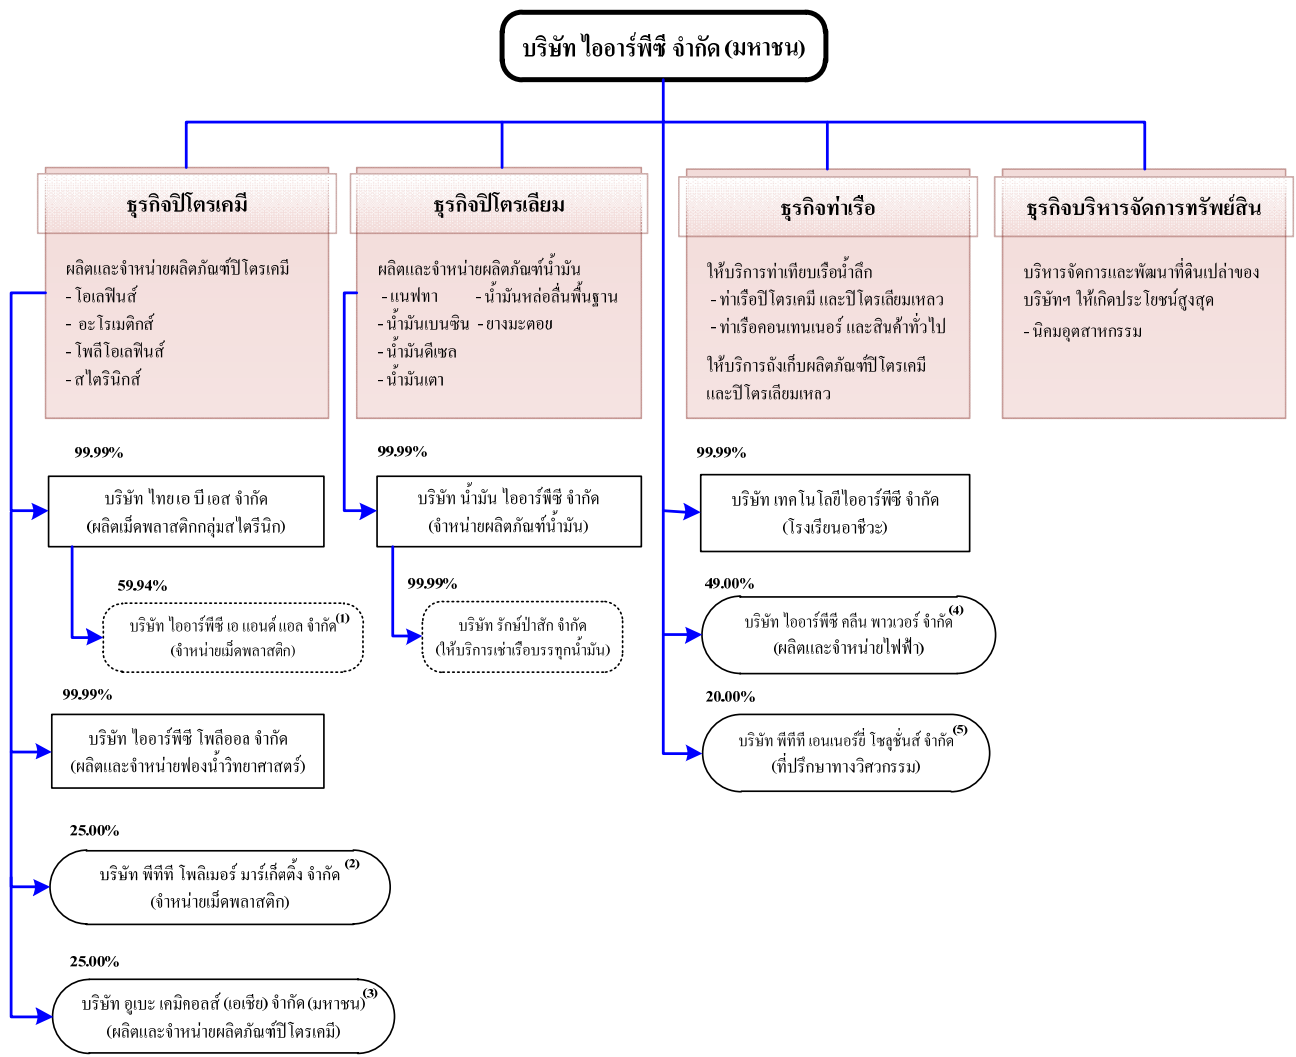 บริษัท ไออาร์พีซี จำกัด (มหาชน)
ธุรกิจปิโตรเคมี
ผลิตและจำหน่ายผลิตภัณฑ์ปิโตรเคมี
- โอเลฟินส์
- อะโรเมติกส์
- โพลีโอเลฟินส์
- สไตรินิกส์
ธุรกิจปิโตรเลียม
ผลิตและจำหน่ายผลิตภัณฑ์น้ำมัน
- แนฟทา - น้ำมันหล่อลื่นพื้นฐาน
- น้ำมันเบนซิน - ยางมะตอย
- น้ำมันดีเซล
- น้ำมันเตา
ธุรกิจท่าเรือ
ให้บริการท่าเทียบเรือน้ำลึก
- ท่าเรือปิโตรเคมี และปิโตรเลียมเหลว
- ท่าเรือคอนเทนเนอร์ และสินค้าทั่วไป
ให้บริการถังเก็บผลิตภัณฑ์ปิโตรเคมี
และปิโตรเลียมเหลว
ธุรกิจบริหารจัดการทรัพย์สิน
บริหารจัดการและพัฒนาที่ดินเปล่าของ
บริษัทฯ ให้เกิดประโยชน์สูงสุด
- นิคมอุตสาหกรรม
99.99%
บริษัท ไทย เอ บี เอส จำกัด
(ผลิตเม็ดพลาสติกกลุ่มสไตรีนิก)
59.94%
บริษัท ไออาร์พีซี เอ แอนด์ แอล จำกัด(1)
(จำหน่ายเม็ดพลาสติก)
99.99%
บริษัท ไออาร์พีซี โพลีออล จำกัด
(ผลิตและจำหน่ายฟองน้ำวิทยาศาสตร์)
25.00%
บริษัท พีทีที โพลิเมอร์ มาร์เก็ตติ้ง จำกัด (2)
(จำหน่ายเม็ดพลาสติก)
25.00%
บริษัท อูเบะ เคมิคอลส์ (เอเชีย) จำกัด (มหาชน) (3)
(ผลิตและจำหน่ายผลิตภัณฑ์ปิโตรเคมี)
99.99%
บริษัท น้ำมัน ไออาร์พีซี จำกัด
(จำหน่ายผลิตภัณฑ์น้ำมัน)
99.99%
บริษัท รักษ์ป่าสัก จำกัด
(ให้บริการเช่าเรือบรรทุกน้ำมัน)
99.99%
บริษัท เทคโนโลยีไออาร์พีซี จำกัด
(โรงเรียนอาชีวะ)
49.00%
บริษัท ไออาร์พีซี คลีน พาวเวอร์ จำกัด(4)
(ผลิตและจำหน่ายไฟฟ้า)
20.00%
บริษัท พีทีที เอนเนอร์ยี่ โซลูชั่นส์ จำกัด(5)
(ที่ปรึกษาทางวิศวกรรม)